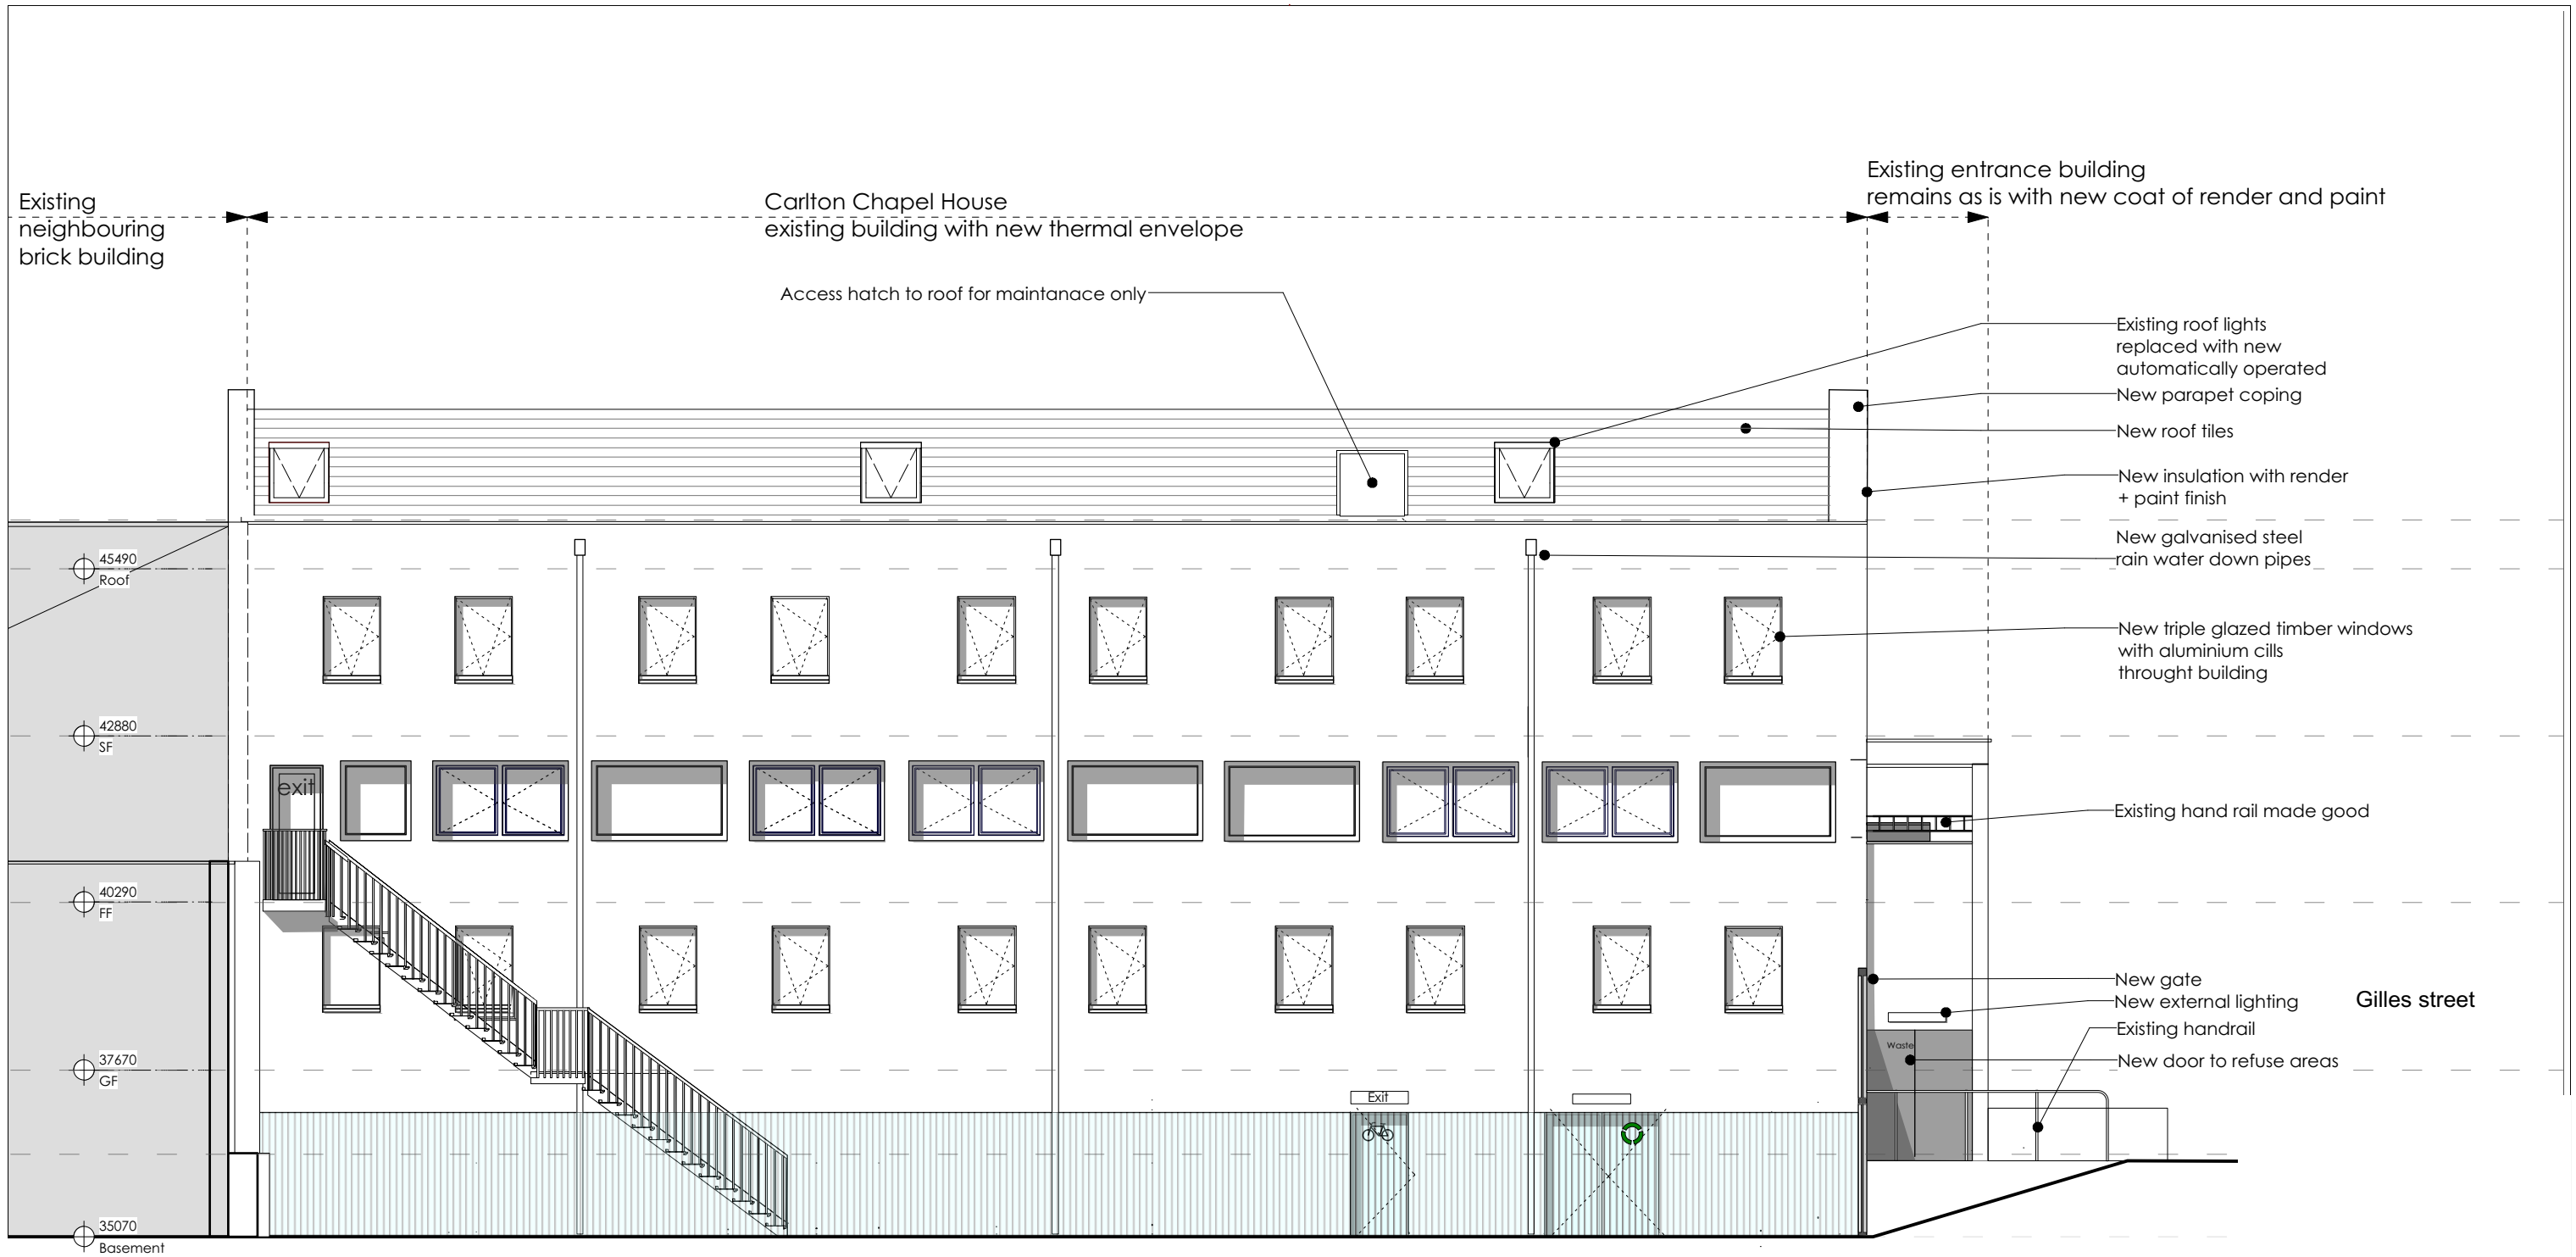 Existing
neighbouring
brick building
Carlton Chapel House
existing building with new thermal envelope
Existing entrance building
remains as is with new coat of render and paint
Access hatch to roof for maintanace only
Existing roof lights
replaced with new
automatically operated
New parapet coping
New roof tiles
New insulation with render
+ paint finish
New galvanised steel
rain water down pipes
New triple glazed timber windows
with aluminium cills
throught building
Existing hand rail made good
New gate
New external lighting
Existing handrail
New door to refuse areas
Gilles street
45490
Roof
42880
SF
40290
FF
37670
GF
35070
Basement
exit
Exit
Waste